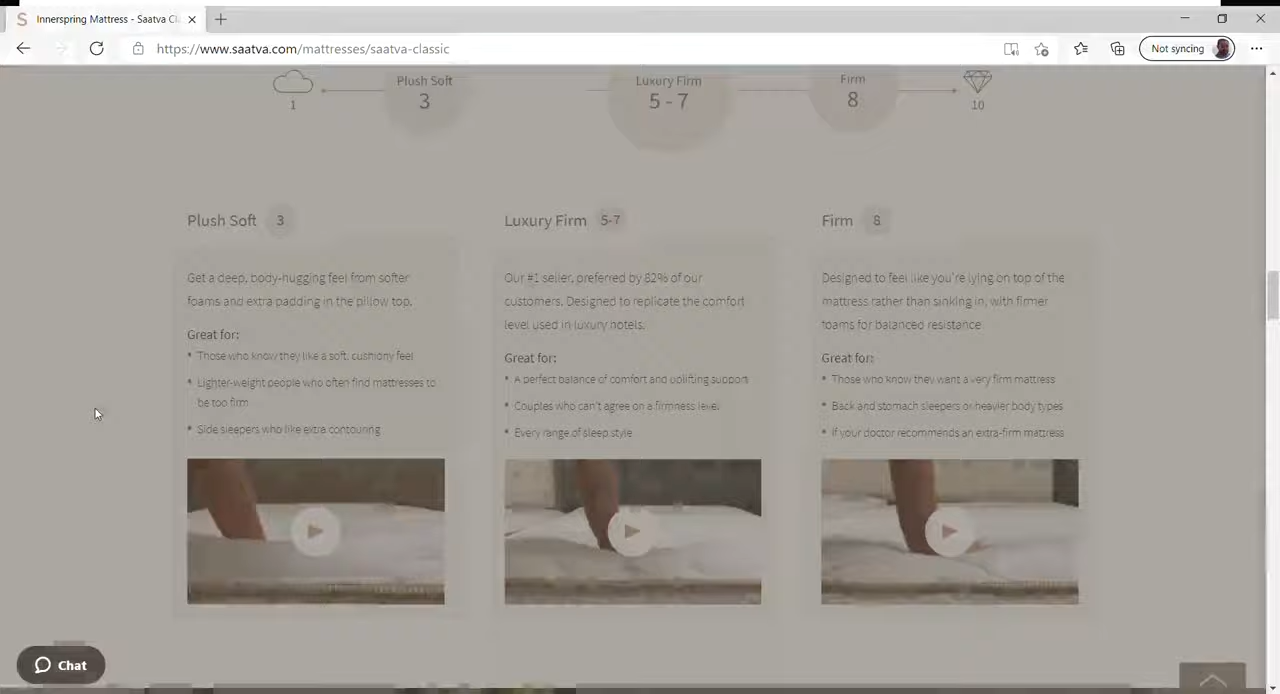 Innerspring Mattress - Saatva Cl
Not syncing
https://www.saatva.com/mattresses/saatva-classic
1
Plush Soft
3
Luxury Firm
5 - 7
Firm
8
10
Plush Soft 3
Get a deep, body-hugging feel from softer
foams and extra padding in the pillow top.
Great for:
• Those who know they like a soft, cushiony feel
• Lighter-weight people who often find mattresses to
be too firm
• Side sleepers who like extra contouring
Luxury Firm 5-7
Our #1 seller, preferred by 82% of our
customers. Designed to replicate the comfort
level used in luxury hotels.
Great for:
• A perfect balance of comfort and uplifting support
• Couples who can't agree on a firmness level
• Every range of sleep style
Firm 8
Designed to feel like you're lying on top of the
mattress rather than sinking in, with firmer
foams for balanced resistance
Great for:
• Those who know they want a very firm mattress
• Back and stomach sleepers or heavier body types
• If your doctor recommends an extra-firm mattress
Chat